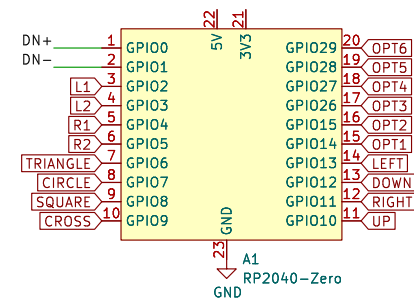 22 21
5V 3V3
DN+ 1 GPIO0 GPIO29 20 OPT6
DN- 2 GPIO1 GPIO28 19 OPT5
L1 3 GPIO2 GPIO27 18 OPT4
L2 4 GPIO3 GPIO26 17 OPT3
R1 5 GPIO4 GPIO15 16 OPT2
R2 6 GPIO5 GPIO14 15 OPT1
TRIANGLE 7 GPIO6 GPIO13 14 LEFT
CIRCLE 8 GPIO7 GPIO12 13 DOWN
SQUARE 9 GPIO8 GPIO11 12 RIGHT
CROSS 10 GPIO9 GPIO10 11 UP
GND
23
A1
RP2040-Zero
GND